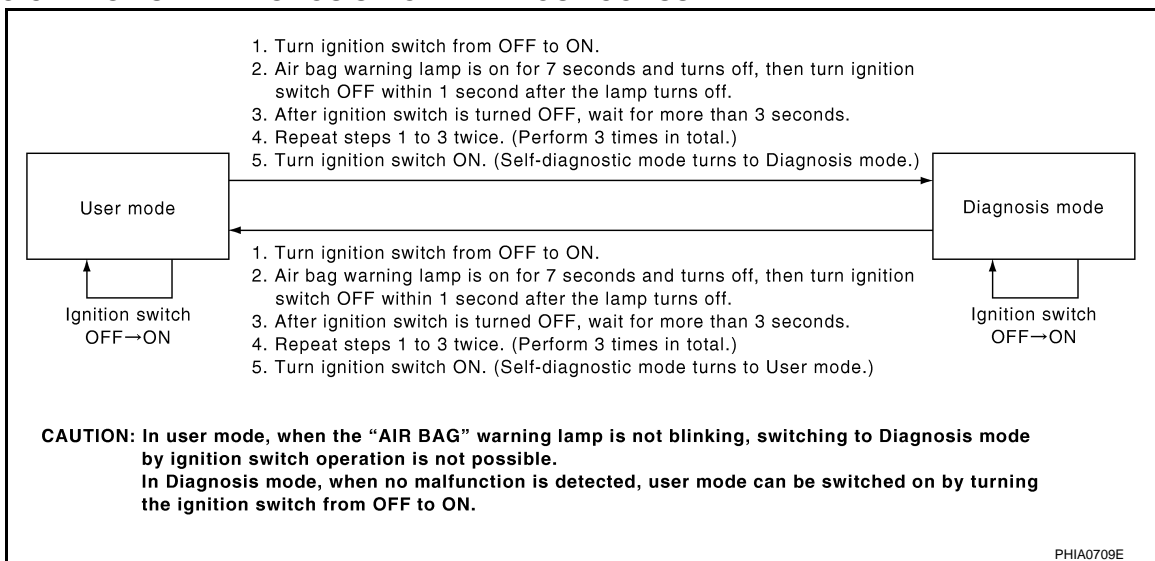 1. Turn ignition switch from OFF to ON.
2. Air bag warning lamp is on for 7 seconds and turns off, then turn ignition
switch OFF within 1 second after the lamp turns off.
3. After ignition switch is turned OFF, wait for more than 3 seconds.
4. Repeat steps 1 to 3 twice. (Perform 3 times in total.)
5. Turn ignition switch ON. (Self-diagnostic mode turns to Diagnosis mode.)
User mode
Diagnosis mode
1. Turn ignition switch from OFF to ON.
2. Air bag warning lamp is on for 7 seconds and turns off, then turn ignition
switch OFF within 1 second after the lamp turns off.
3. After ignition switch is turned OFF, wait for more than 3 seconds.
4. Repeat steps 1 to 3 twice. (Perform 3 times in total.)
5. Turn ignition switch ON. (Self-diagnostic mode turns to User mode.)
Ignition switch
OFF→ON
Ignition switch
OFF→ON
CAUTION: In user mode, when the “AIR BAG” warning lamp is not blinking, switching to Diagnosis mode
by ignition switch operation is not possible.
In Diagnosis mode, when no malfunction is detected, user mode can be switched on by turning
the ignition switch from OFF to ON.
PHIA0709E